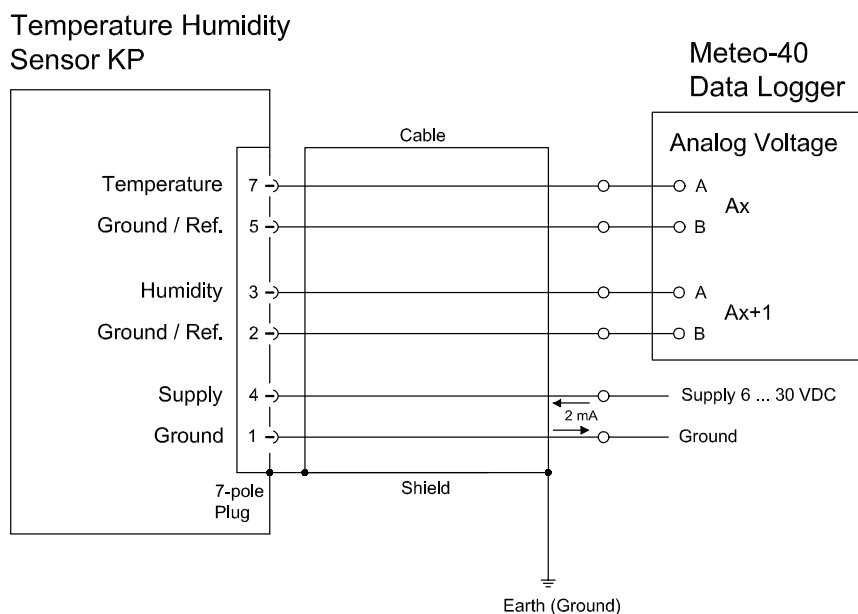 Temperature Humidity
Sensor KP
Meteo-40
Data Logger
Cable
Analog Voltage
Temperature 7 A
Ax
Ground / Ref. 5 B
Humidity 3 A
Ax+1
Ground / Ref. 2 B
Supply 4 Supply 6 ... 30 VDC
2 mA
Ground 1 Ground
7-pole
Plug
Shield
Earth (Ground)